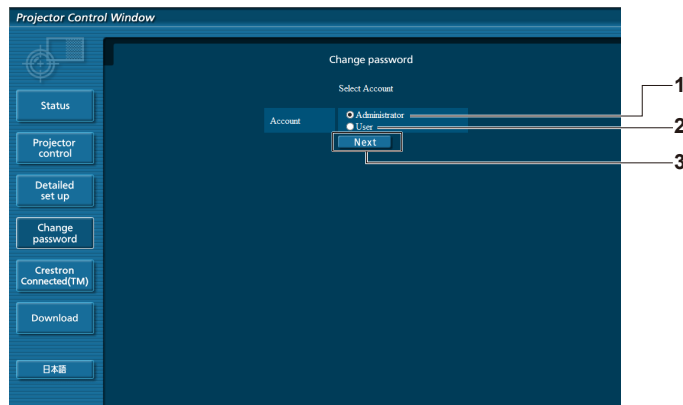 Projector Control Window
Change password
Select Account
Account
Administrator
User
Next
1
2
3
Status
Projector
control
Detailed
set up
Change
password
Crestron
Connected(TM)
Download
日本語